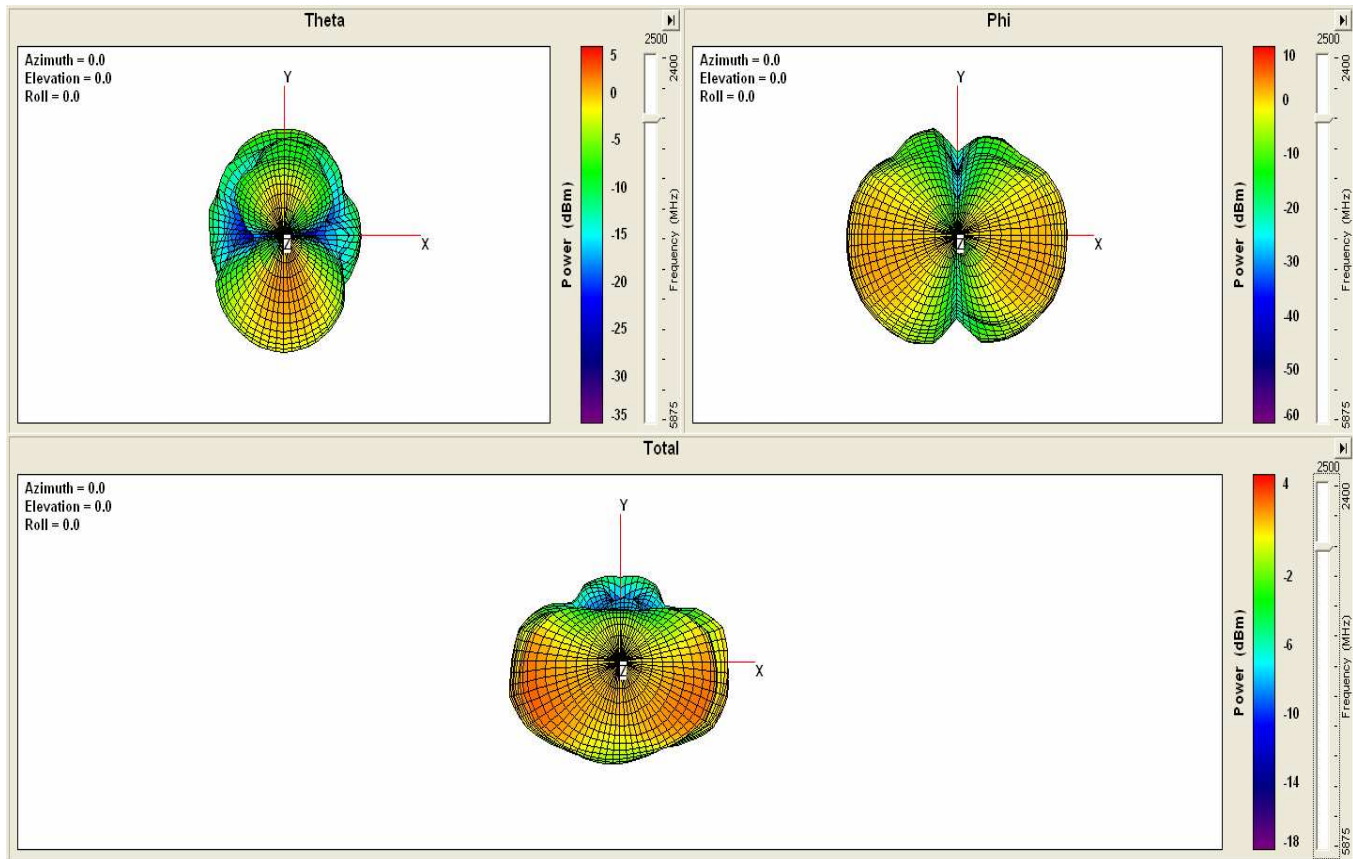 Theta
Azimuth = 0.0
Elevation = 0.0
Roll = 0.0
Y
X
Z
Power (dBm)
5
0
-5
-10
-15
-20
-25
-30
-35
2500
2400
Frequency (MHz)
5875
Phi
Azimuth = 0.0
Elevation = 0.0
Roll = 0.0
Y
X
Z
Power (dBm)
10
0
-10
-20
-30
-40
-50
-60
2500
2400
Frequency (MHz)
5875
Total
Azimuth = 0.0
Elevation = 0.0
Roll = 0.0
Y
X
Z
Power (dBm)
4
-2
-6
-10
-14
-18
2500
2400
Frequency (MHz)
5875